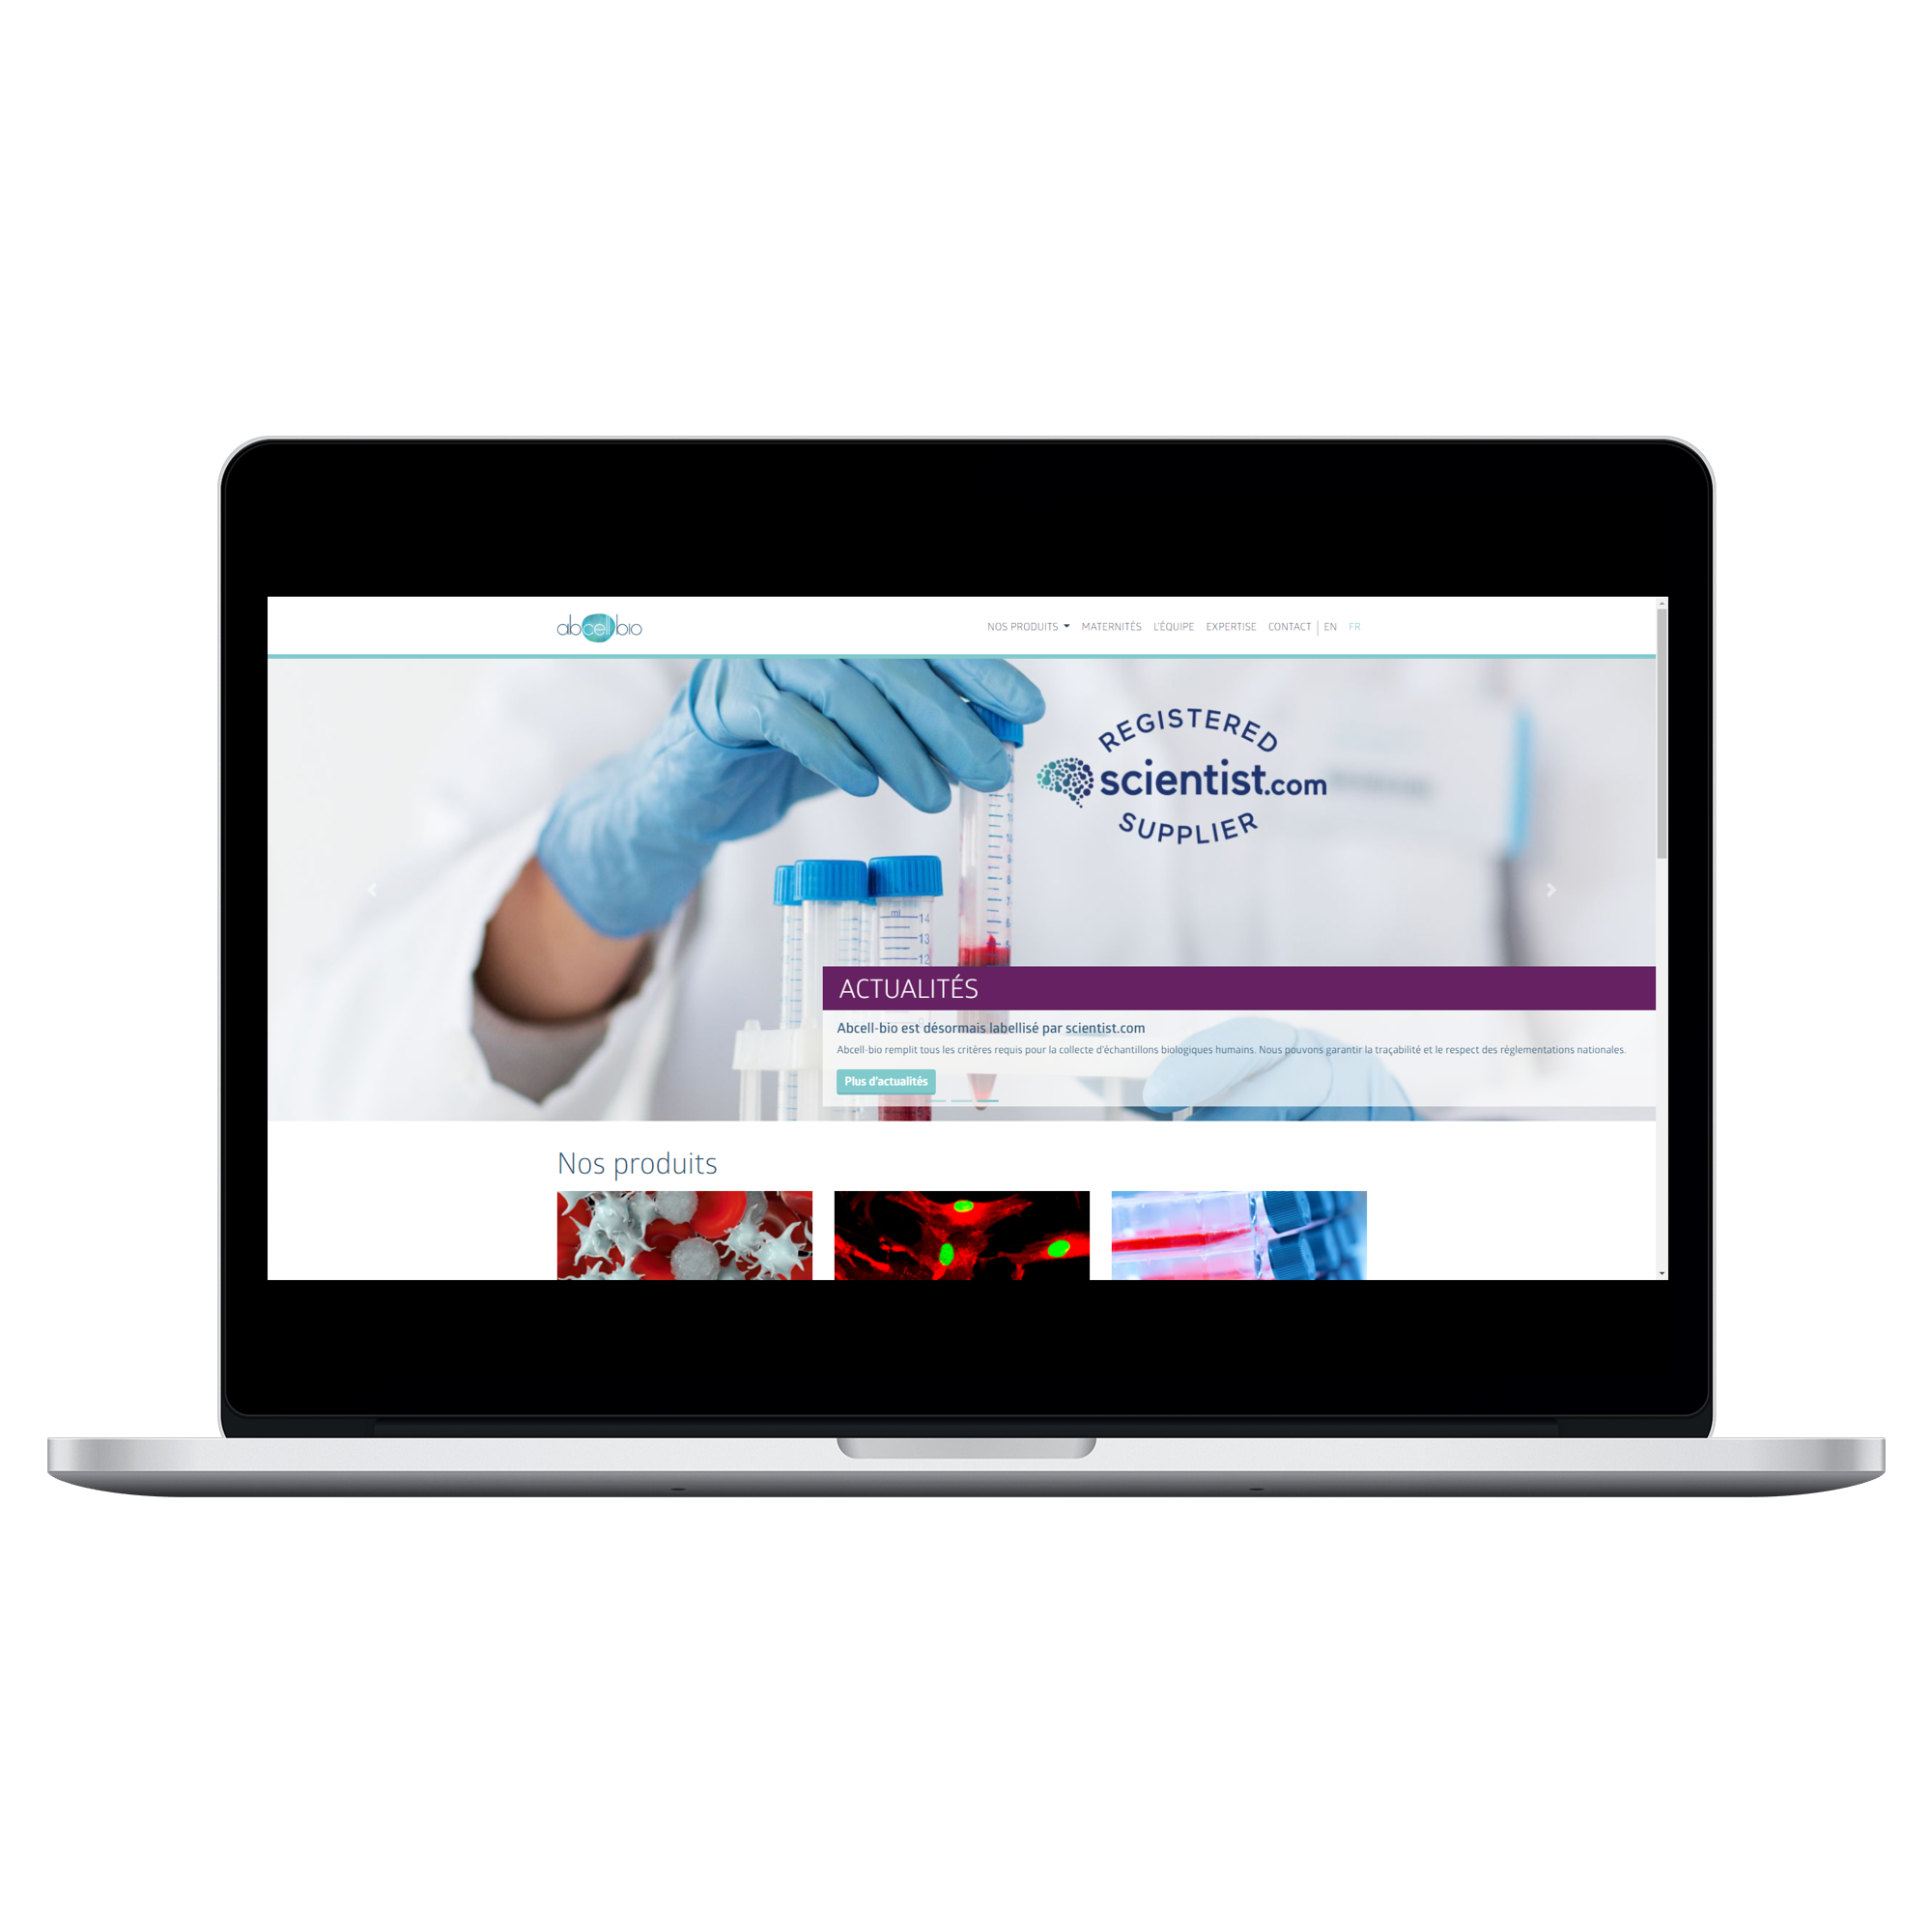 abcellbio
NOS PRODUITS MATERNITÉS L'ÉQUIPE EXPERTISE CONTACT EN FR
REGISTERED
scientist.com
SUPPLIER
ml
14
13
12
ACTUALITÉS
Abcell-bio est désormais labellisé par scientist.com
Abcell-bio remplit tous les critères requis pour la collecte d'échantillons biologiques humains. Nous pouvons garantir la traçabilité et le respect des réglementations nationales.
Plus d'actualités
Nos produits